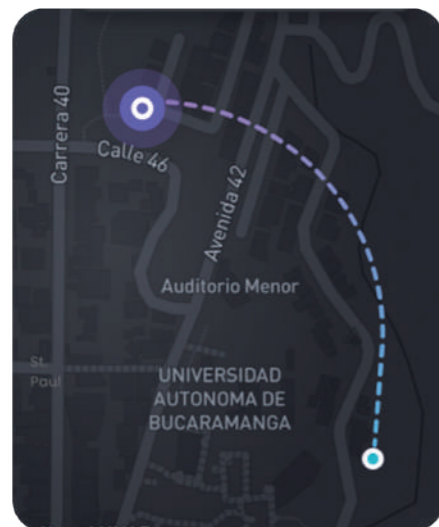 Carrera 40
Calle 46
Avenida 42
Auditorio Menor
St.
Paul
UNIVERSIDAD
AUTONOMA DE
BUCARAMANGA